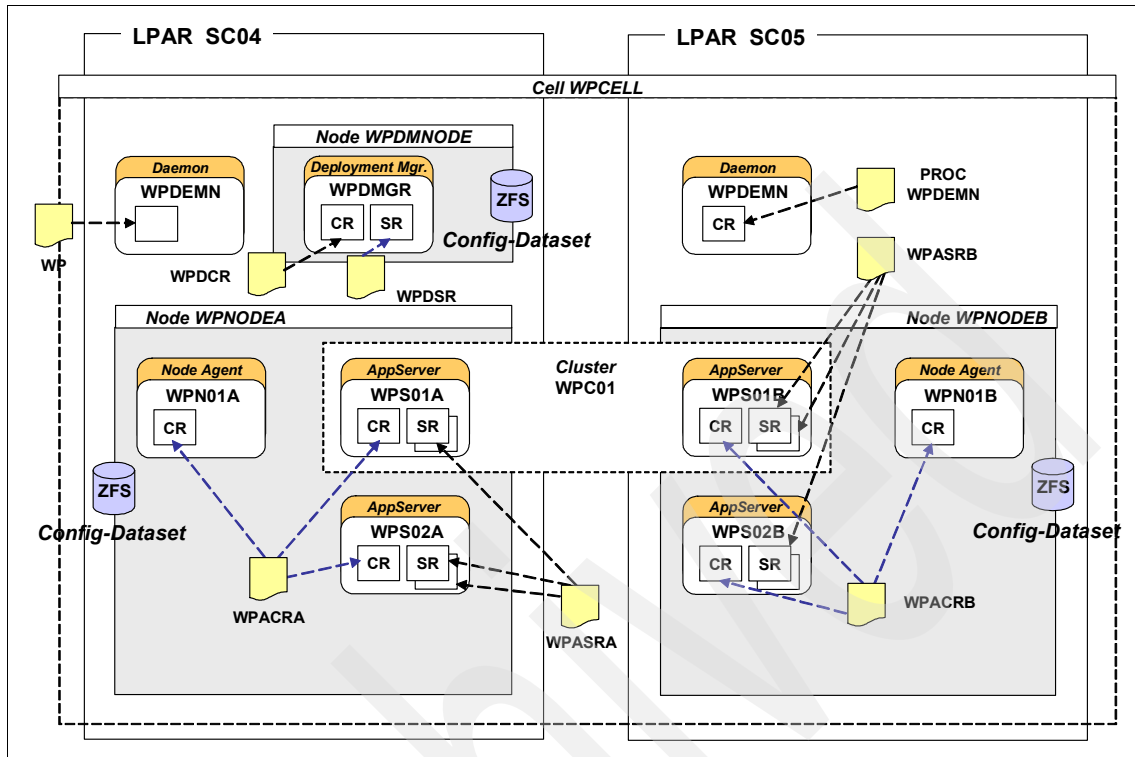 LPAR SC04
LPAR SC05
Cell WPCELL
Node WPDMNODE
Daemon
WPDEMN
Deployment Mgr.
WPDMGR
CR
SR
ZFS
Config-Dataset
WP
WPDCR
WPDSR
Daemon
WPDEMN
CR
PROC
WPDEMN
WPASRB
Node WPNODEA
Node WPNODEB
Node Agent
WPN01A
CR
AppServer
WPS01A
CR
SR
Cluster
WPC01
AppServer
WPS01B
CR
SR
Node Agent
WPN01B
CR
ZFS
Config-Dataset
AppServer
WPS02A
CR
SR
WPACRA
WPASRA
AppServer
WPS02B
CR
SR
WPACRB
ZFS
Config-Dataset